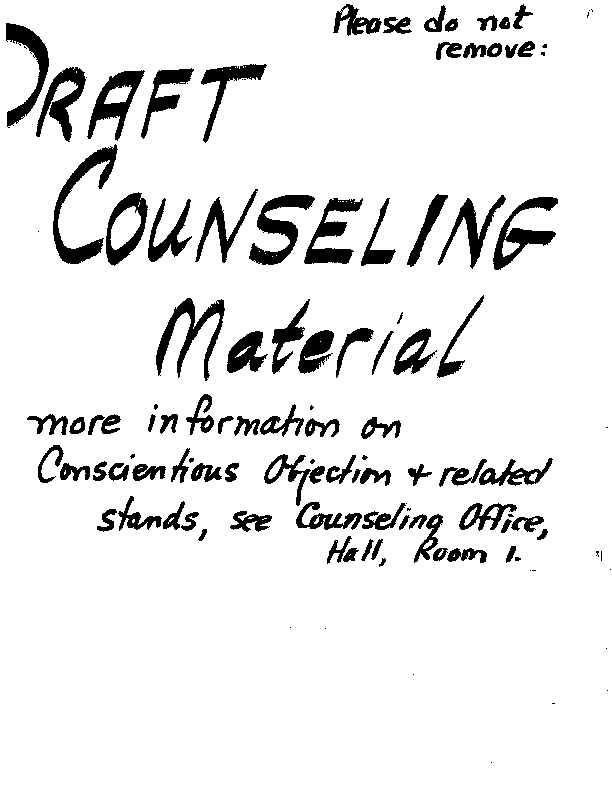 Please do not
remove:
DRAFT
COUNSELING
Material
more information on
Conscientious Objection + related
stands, see Counseling Office,
Hall, Room 1.